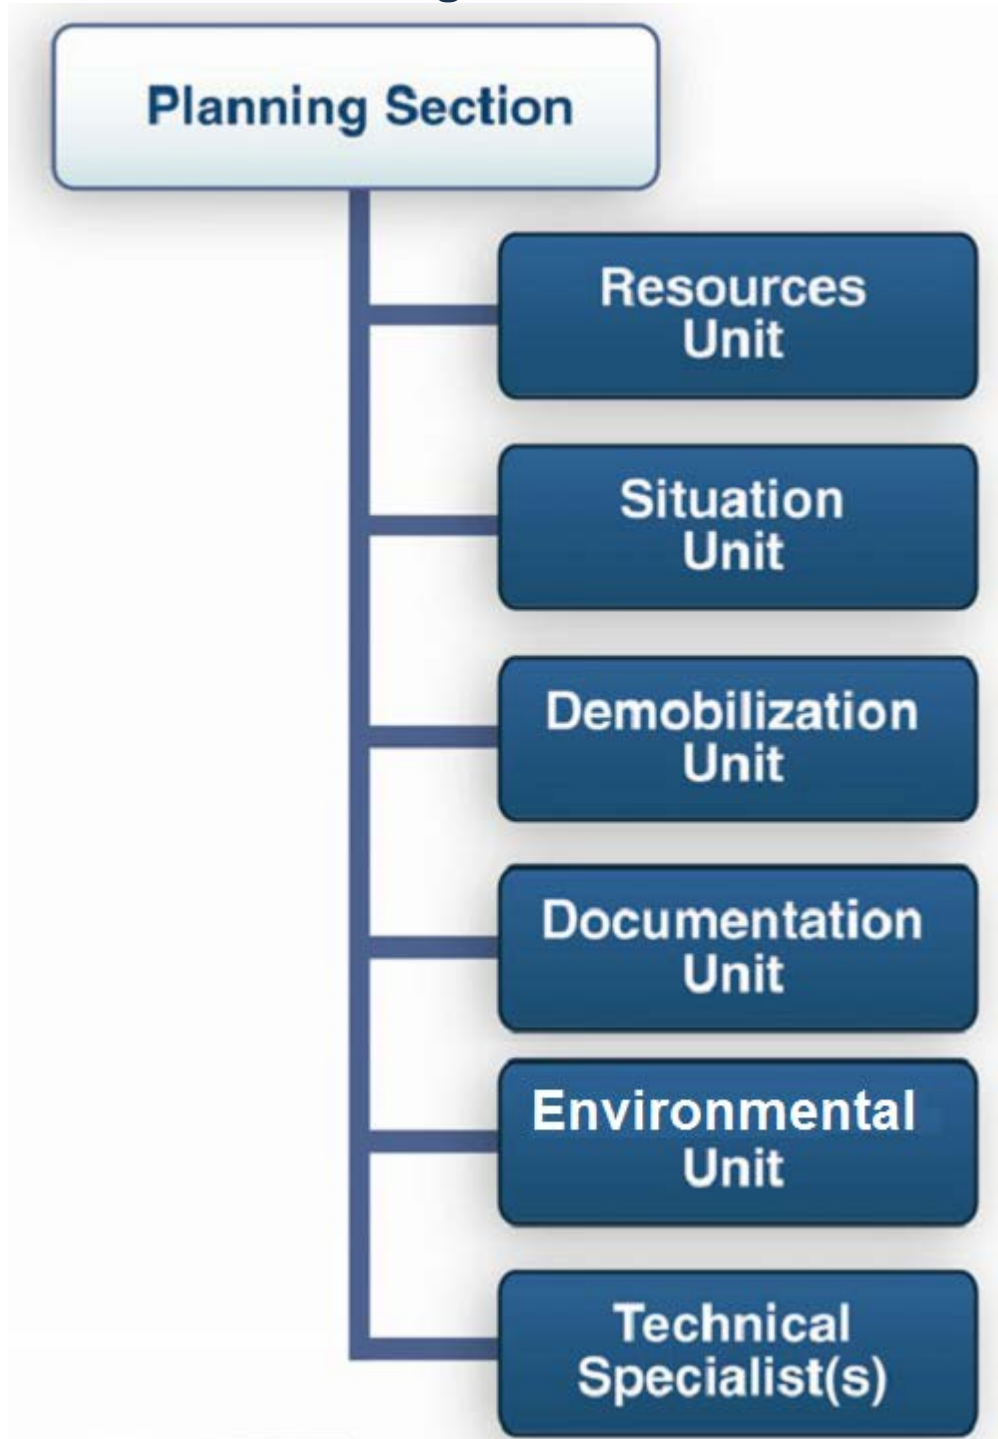 Planning Section
Resources
Unit
Situation
Unit
Demobilization
Unit
Documentation
Unit
Environmental
Unit
Technical
Specialist(s)